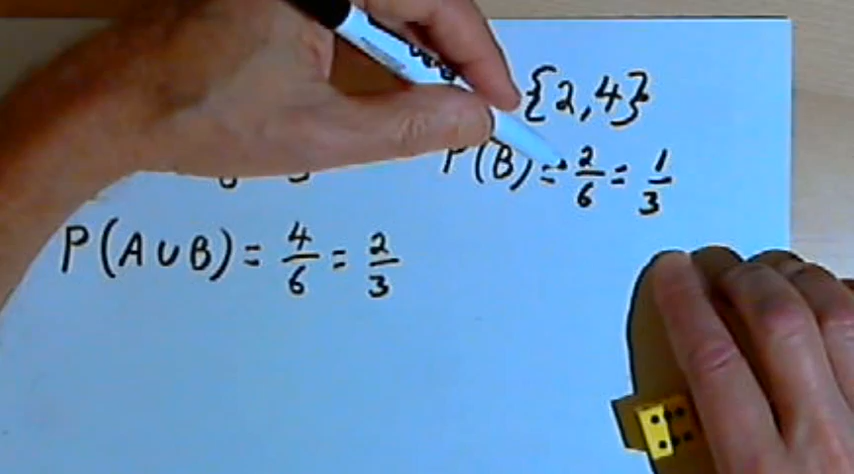 {2,4}
P(B) = 2/6 = 1/3
P(A∪B) = 4/6 = 2/3